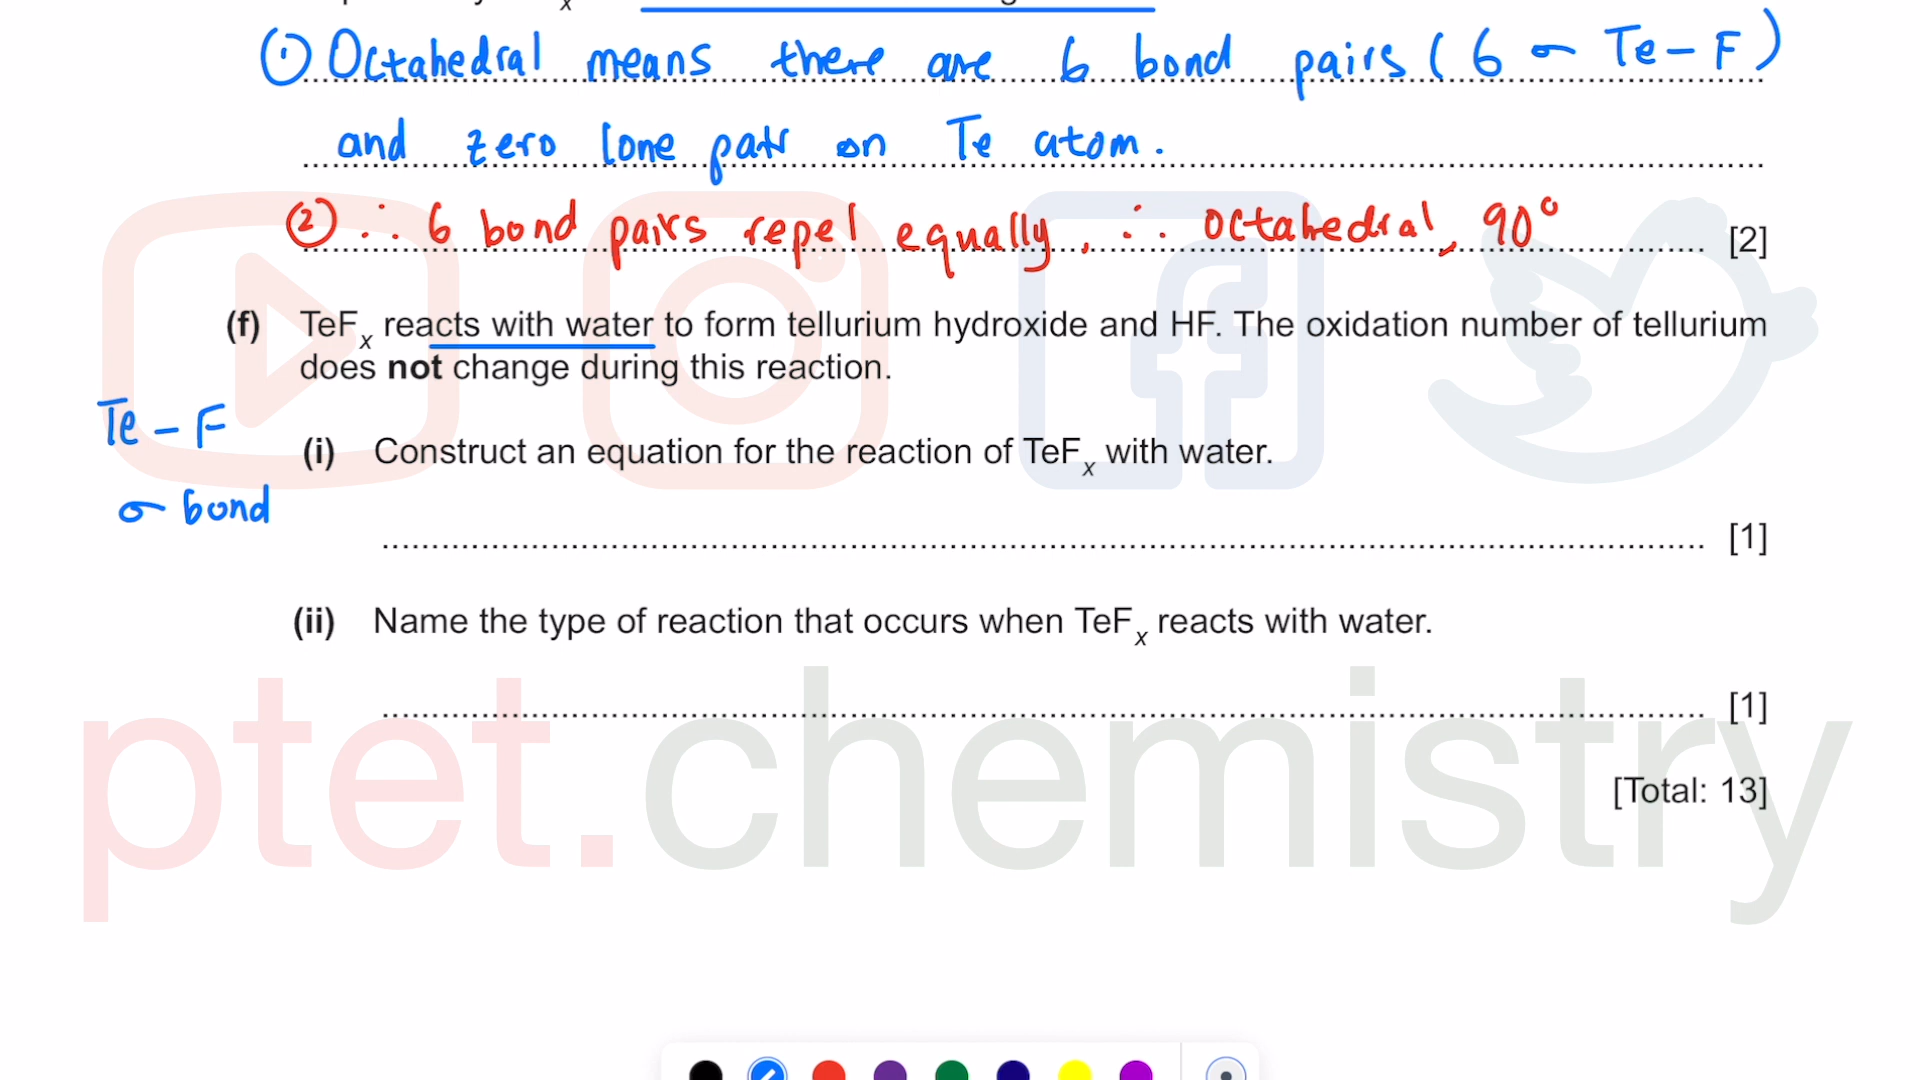 ① Octahedral means there are 6 bond pairs (6 σ Te-F)
and zero lone pair on Te atom.
② ∴ 6 bond pairs repel equally, ∴ octahedral, 90° [2]
(f) TeFx reacts with water to form tellurium hydroxide and HF. The oxidation number of tellurium
does not change during this reaction.
Te - F
(i) Construct an equation for the reaction of TeFx with water.
σ bond
[1]
(ii) Name the type of reaction that occurs when TeFx reacts with water.
[1]
ptet.chemistry
[Total: 13]